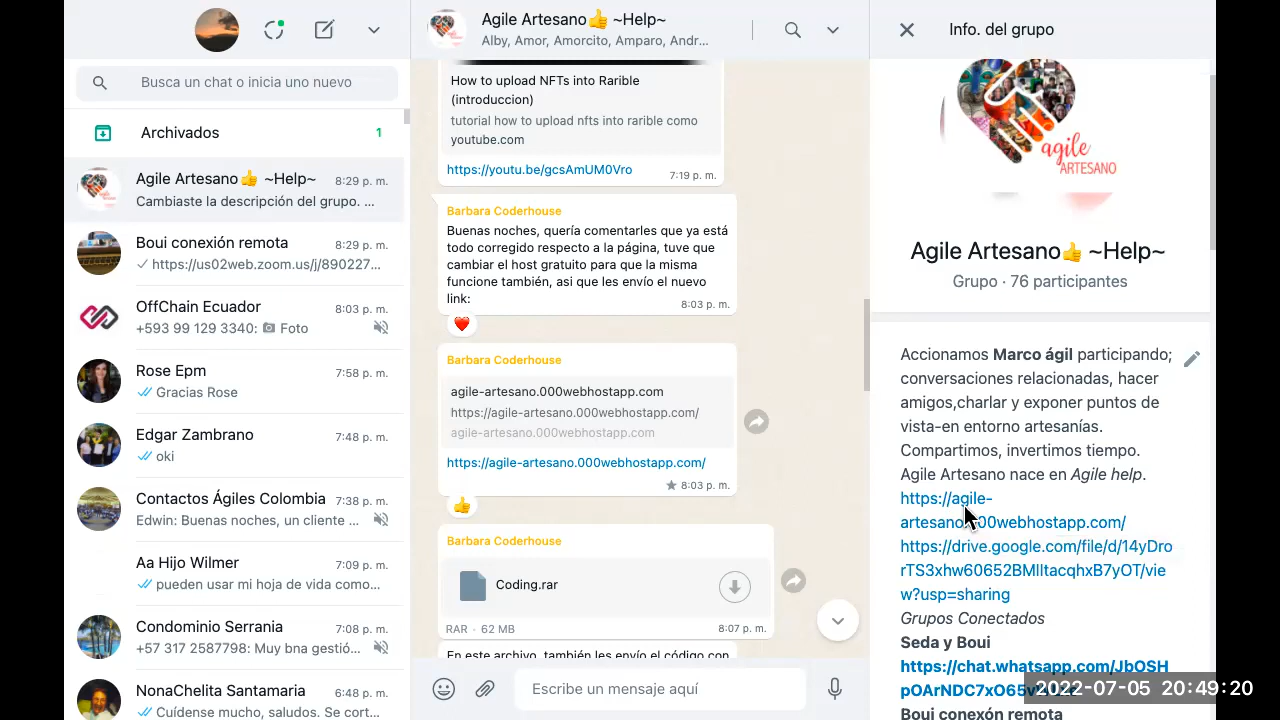 Busca un chat o inicia uno nuevo
Archivados
1
Agile Artesano👍 ~Help~
8:29 p. m.
Cambiaste la descripción del grupo. ...
Boui conexión remota
8:29 p. m.
https://us02web.zoom.us/j/890227...
OffChain Ecuador
8:03 p. m.
+593 99 129 3340: 📷 Foto
Rose Epm
7:58 p. m.
Gracias Rose
Edgar Zambrano
7:48 p. m.
oki
Contactos Ágiles Colombia
7:38 p. m.
Edwin: Buenas noches, un cliente ...
Aa Hijo Wilmer
7:09 p. m.
pueden usar mi hoja de vida como...
Condominio Serrania
7:08 p. m.
+57 317 2587798: Muy bna gestió...
NonaChelita Santamaria
6:48 p. m.
Cuídense mucho, saludos. Se cort...
Agile Artesano👍 ~Help~
Alby, Amor, Amorcito, Amparo, Andr...
How to upload NFTs into Rarible
(introduccion)
tutorial how to upload nfts into rarible como
youtube.com
https://youtu.be/gcsAmUM0Vro
7:19 p. m.
Barbara Coderhouse
Buenas noches, quería comentarles que ya está
todo corregido respecto a la página, tuve que
cambiar el host gratuito para que la misma
funcione también, asi que les envío el nuevo
link:
8:03 p. m.
Barbara Coderhouse
agile-artesano.000webhostapp.com
https://agile-artesano.000webhostapp.com/
agile-artesano.000webhostapp.com
https://agile-artesano.000webhostapp.com/
★ 8:03 p. m.
Barbara Coderhouse
Coding.rar
RAR · 62 MB
8:07 p. m.
En este archivo, también les envío el código con
Escribe un mensaje aquí
Info. del grupo
agile
ARTESANO
Agile Artesano👍 ~Help~
Grupo · 76 participantes
Accionamos Marco ágil participando;
conversaciones relacionadas, hacer
amigos,charlar y exponer puntos de
vista-en entorno artesanías.
Compartimos, invertimos tiempo.
Agile Artesano nace en Agile help.
https://agile-
artesano.000webhostapp.com/
https://drive.google.com/file/d/14yDro
rTS3xhw60652BMIltacqhxB7yOT/vie
w?usp=sharing
Grupos Conectados
Seda y Boui
https://chat.whatsapp.com/JbOSH
Boui conexón remota
2022-07-05 20:49:20